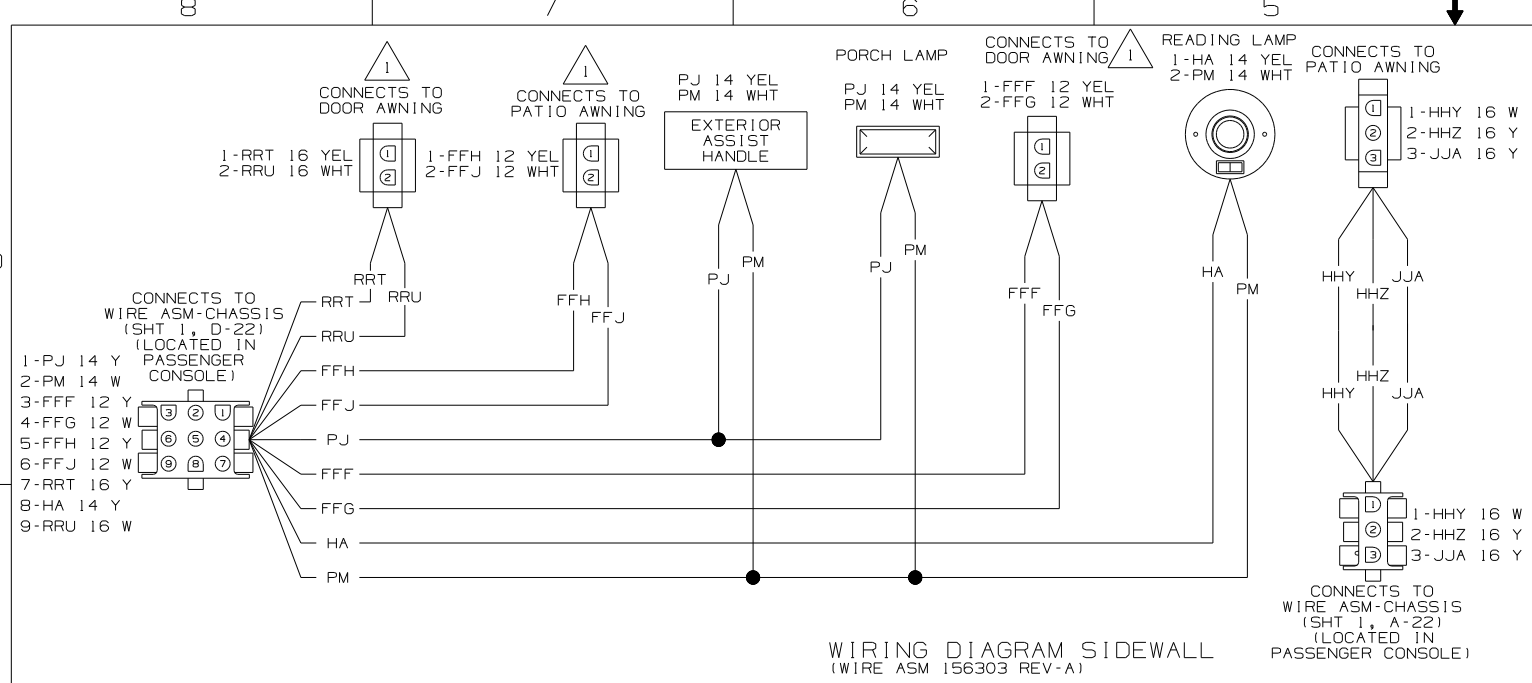 8
7
6
5
1
CONNECTS TO
DOOR AWNING
1-RRT 16 YEL
2-RRU 16 WHT
1
2
RRT
RRU
1
CONNECTS TO
PATIO AWNING
1-FFH 12 YEL
2-FFJ 12 WHT
1
2
FFH
FFJ
PJ 14 YEL
PM 14 WHT
EXTERIOR
ASSIST
HANDLE
PJ
PM
PORCH LAMP
PJ 14 YEL
PM 14 WHT
PJ
PM
CONNECTS TO
DOOR AWNING
1
1-FFF 12 YEL
2-FFG 12 WHT
1
2
FFF
FFG
READING LAMP
1-HA 14 YEL
2-PM 14 WHT
HA
PM
CONNECTS TO
PATIO AWNING
1
2
3
1-HHY 16 W
2-HHZ 16 Y
3-JJA 16 Y
HHY
HHZ
JJA
HHY
HHZ
JJA
1
2
3
1-HHY 16 W
2-HHZ 16 Y
3-JJA 16 Y
CONNECTS TO
WIRE ASM-CHASSIS
(SHT 1, A-22)
(LOCATED IN
PASSENGER CONSOLE)
CONNECTS TO
WIRE ASM-CHASSIS
(SHT 1, D-22)
(LOCATED IN
PASSENGER
CONSOLE)
1-PJ 14 Y
2-PM 14 W
3-FFF 12 Y
4-FFG 12 W
5-FFH 12 Y
6-FFJ 12 W
7-RRT 16 Y
8-HA 14 Y
9-RRU 16 W
3 2 1
6 5 4
9 8 7
RRT
RRU
FFH
FFJ
PJ
FFF
FFG
HA
PM
WIRING DIAGRAM SIDEWALL
(WIRE ASM 156303 REV-A)